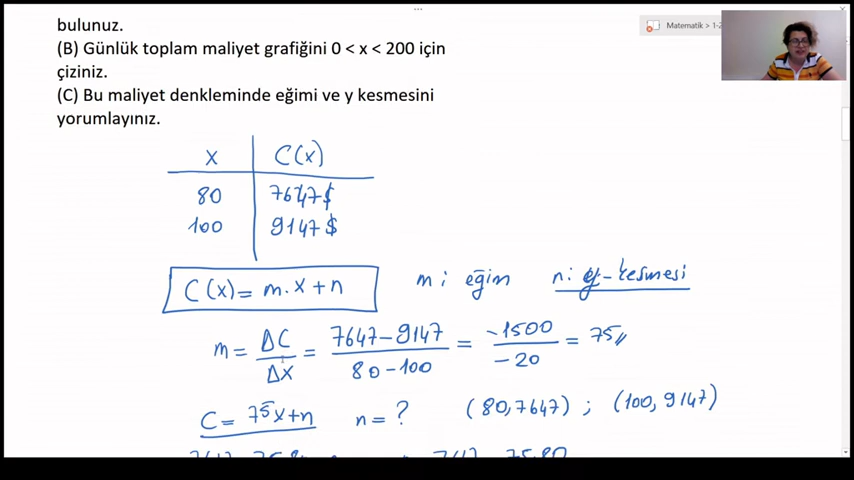 bulunuz.
Matematik > 1-2
(B) Günlük toplam maliyet grafiğini 0 < x < 200 için
çiziniz.
(C) Bu maliyet denkleminde eğimi ve y kesmesini
yorumlayınız.
x C(x)
80 7647$
100 9147$
C(x) = m.x+n m: eğim n: y-kesmesi
m = ΔC/ΔX = 7647-9147/80-100 = -1500/-20 = 75//
C = 75x+n n = ? (80,7647) ; (100,9147)